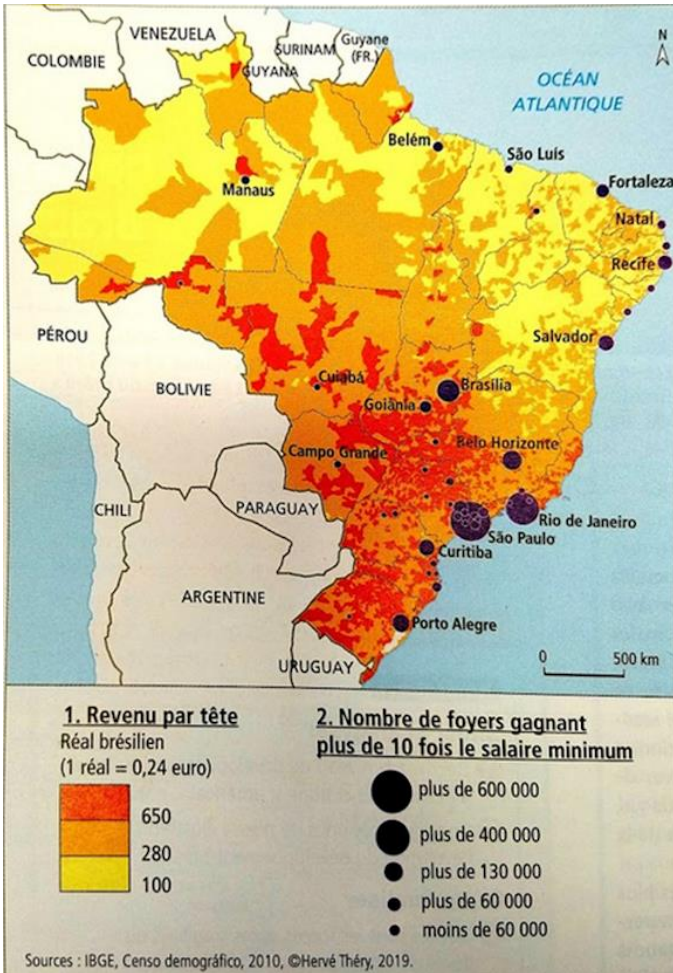 VENEZUELA
COLOMBIE
SURINAM
Guyane
(FR.)
GUYANA
N
OCÉAN
ATLANTIQUE
Belém
São Luís
Manaus
Fortaleza
Natal
Recife
PÉROU
Salvador
BOLIVIE
Cuiabá
Brasília
Goiânia
Belo Horizonte
Campo Grande
CHILI
PARAGUAY
Rio de Janeiro
São Paulo
Curitiba
ARGENTINE
Porto Alegre
URUGUAY
0 500 km
1. Revenu par tête
Réal brésilien
(1 réal = 0,24 euro)
650
280
100
2. Nombre de foyers gagnant
plus de 10 fois le salaire minimum
plus de 600 000
plus de 400 000
plus de 130 000
plus de 60 000
moins de 60 000
Sources : IBGE, Censo demográfico, 2010, ©Hervé Théry, 2019.